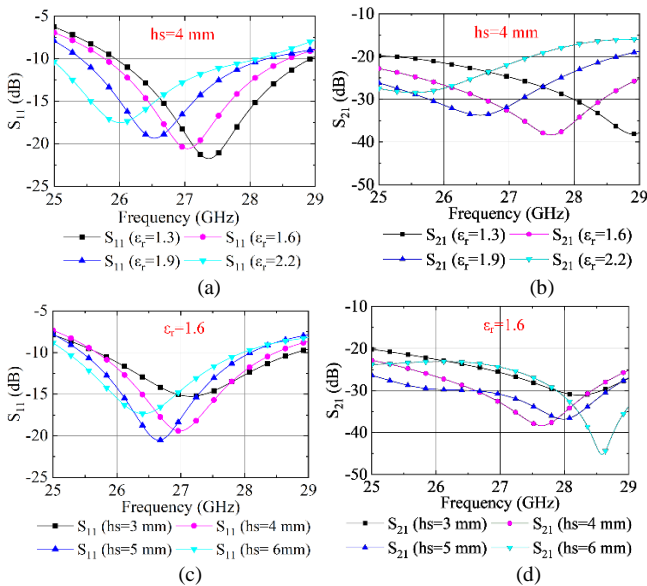 (a)
hs=4 mm
-5
-10
-15
-20
-25
S11 (dB)
25 26 27 28 29
Frequency (GHz)
S11 (εr=1.3) S11 (εr=1.6)
S11 (εr=1.9) S11 (εr=2.2)
(a)
(b)
hs=4 mm
-10
-20
-30
-40
-50
S21 (dB)
25 26 27 28 29
Frequency (GHz)
S21 (εr=1.3) S21 (εr=1.6)
S21 (εr=1.9) S21 (εr=2.2)
(b)
(c)
εr=1.6
-5
-10
-15
-20
-25
S11 (dB)
25 26 27 28 29
Frequency (GHz)
S11 (hs=3 mm) S11 (hs=4 mm)
S11 (hs=5 mm) S11 (hs= 6mm)
(c)
(d)
εr=1.6
-10
-20
-30
-40
-50
S21 (dB)
25 26 27 28 29
Frequency (GHz)
S21 (hs=3 mm) S21 (hs=4 mm)
S21 (hs=5 mm) S21 (hs=6 mm)
(d)